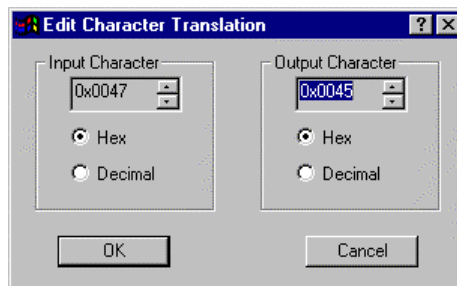 Edit Character Translation
Input Character
Output Character
0x0047
0x0045
Hex
Hex
Decimal
Decimal
OK
Cancel